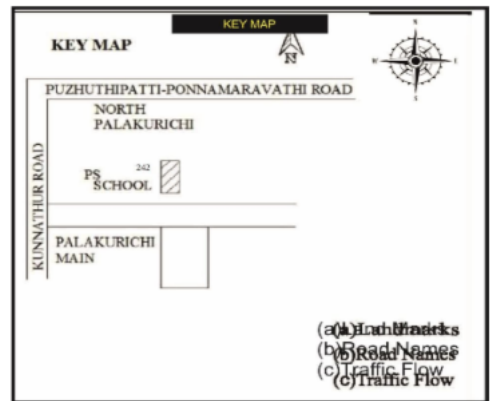 KEY MAP
KEY MAP
N
N
W
E
S
PUZHUTHIPATTI-PONNAMARAVATHI ROAD
NORTH
PALAKURICHI
KUNNATHUR ROAD
242
PS
SCHOOL
PALAKURICHI
MAIN
(a)Landmarks
(b)Road Names
(c)Traffic Flow